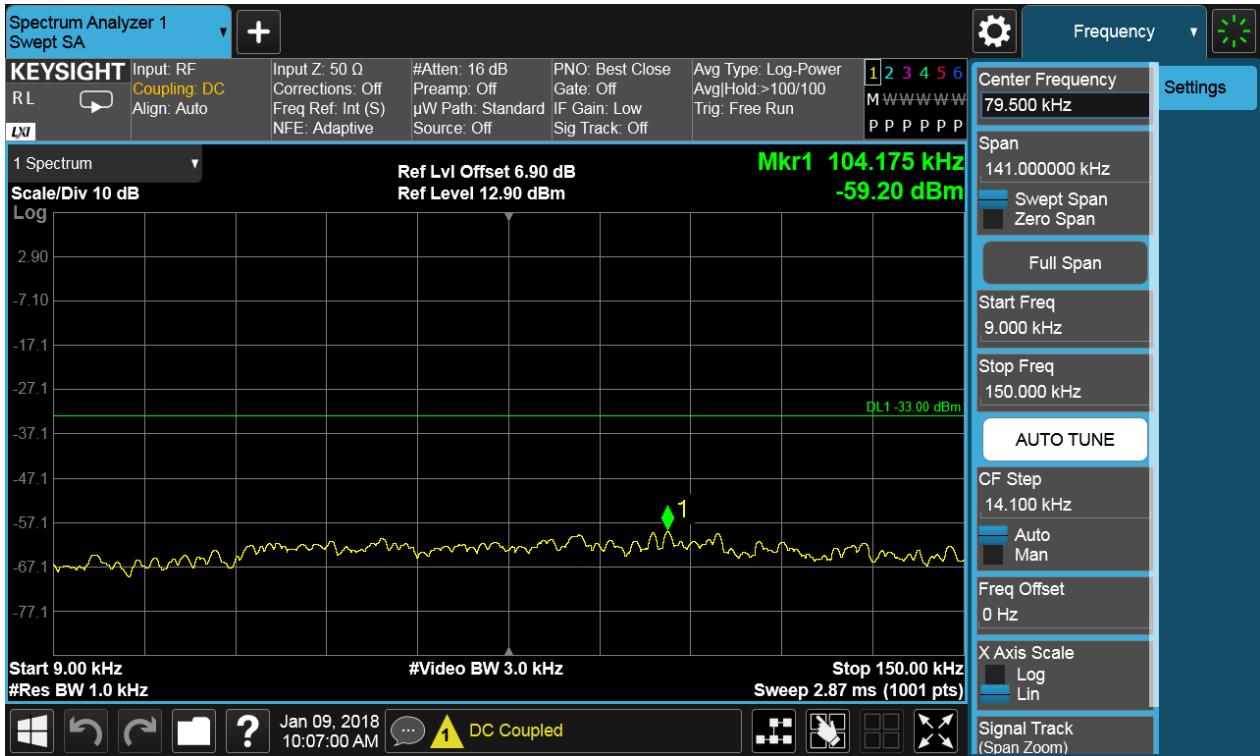 Spectrum Analyzer 1
Swept SA
Frequency
KEYSIGHT
RL
LXI
Input: RF
Coupling: DC
Align: Auto
Input Z: 50 Ω
Corrections: Off
Freq Ref: Int (S)
NFE: Adaptive
#Atten: 16 dB
Preamp: Off
µW Path: Standard
Source: Off
PNO: Best Close
Gate: Off
IF Gain: Low
Sig Track: Off
Avg Type: Log-Power
Avg|Hold:>100/100
Trig: Free Run
1 2 3 4 5 6
M W W W W W
P P P P P P
1 Spectrum
Scale/Div 10 dB
Log
Ref Lvl Offset 6.90 dB
Ref Level 12.90 dBm
Mkr1 104.175 kHz
-59.20 dBm
2.90
-7.10
-17.1
-27.1
DL1 -33.00 dBm
-37.1
-47.1
1
-57.1
-67.1
-77.1
Start 9.00 kHz
#Res BW 1.0 kHz
#Video BW 3.0 kHz
Stop 150.00 kHz
Sweep 2.87 ms (1001 pts)
Center Frequency
79.500 kHz
Span
141.000000 kHz
Swept Span
Zero Span
Full Span
Start Freq
9.000 kHz
Stop Freq
150.000 kHz
AUTO TUNE
CF Step
14.100 kHz
Auto
Man
Freq Offset
0 Hz
X Axis Scale
Log
Lin
Signal Track
(Span Zoom)
Settings
?
Jan 09, 2018
10:07:00 AM
1
DC Coupled